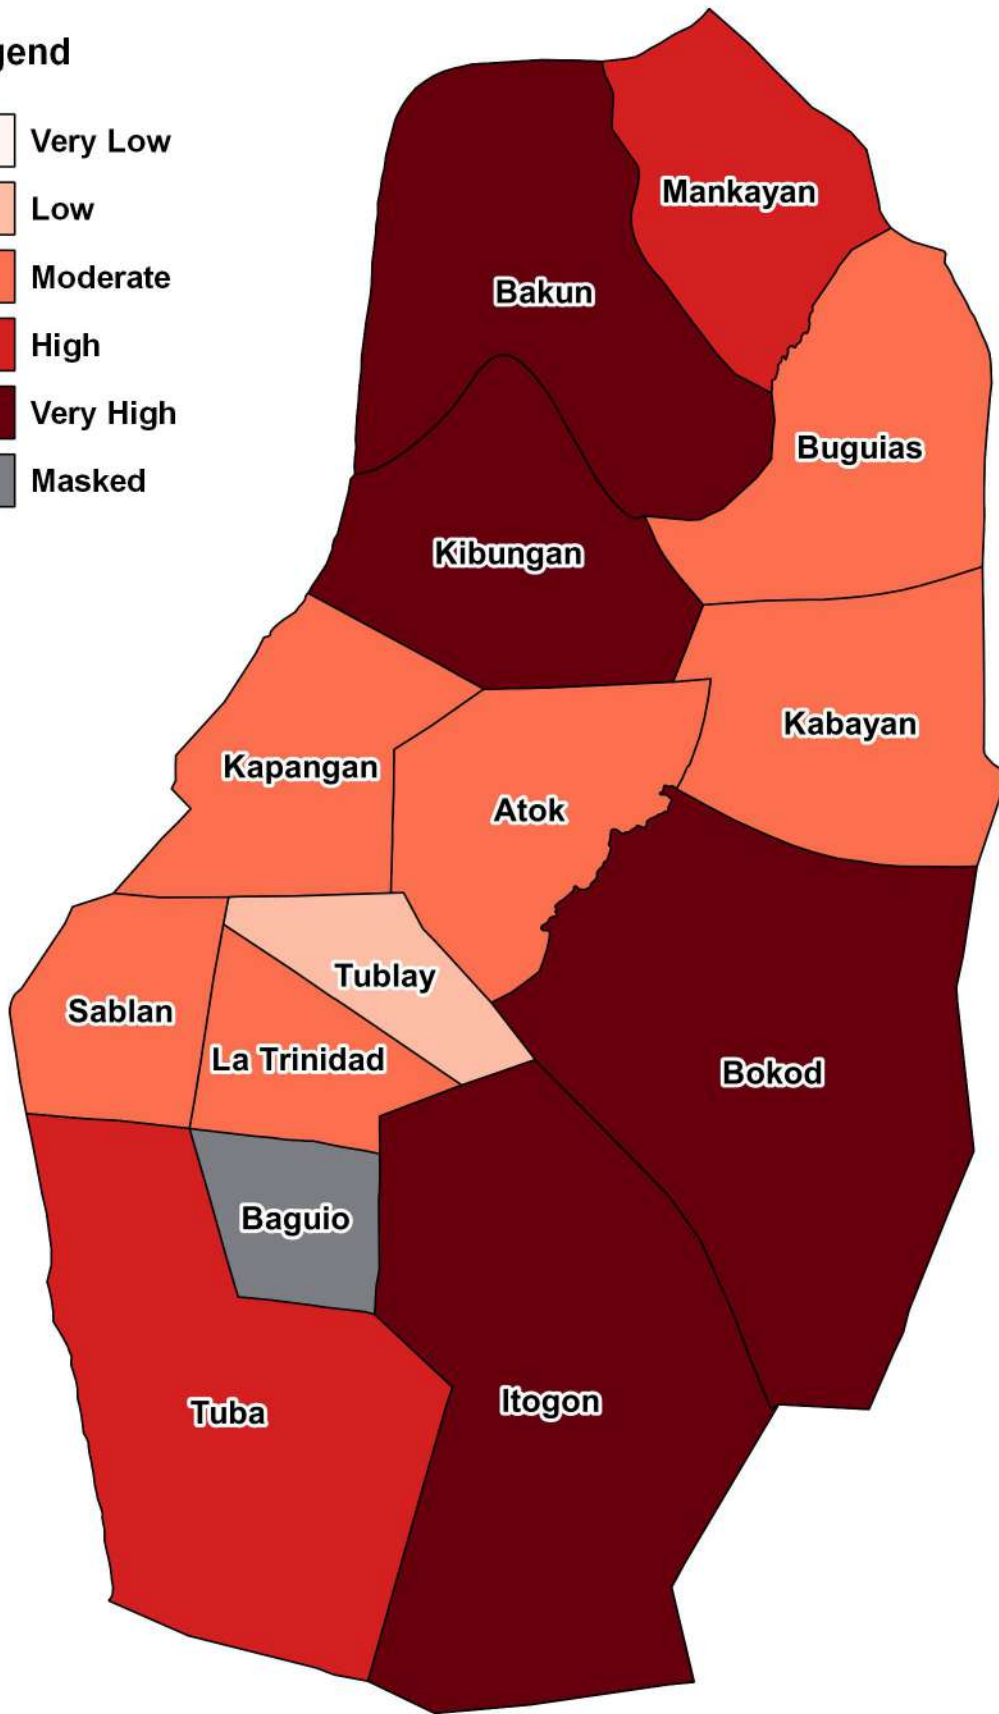 gend
Very Low
Low
Moderate
High
Very High
Masked
Mankayan
Bakun
Buguias
Kibungan
Kabayan
Kapangan
Atok
Tublay
Sablan
La Trinidad
Bokod
Baguio
Itogon
Tuba